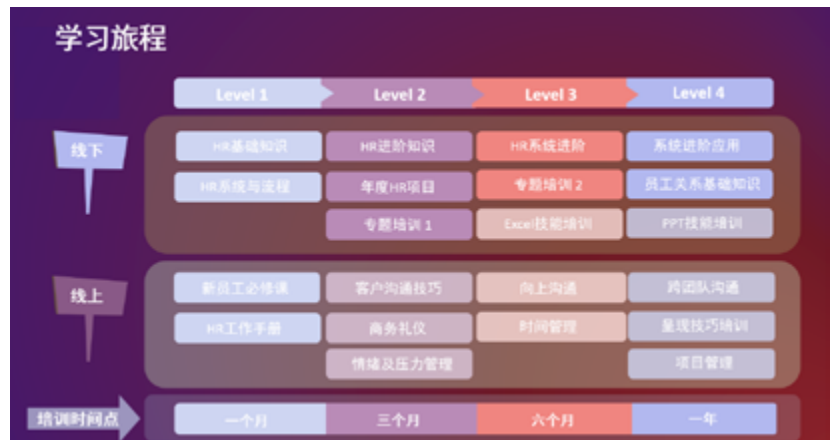 学习旅程
Level 1 Level 2 Level 3 Level 4
线下
HR基础知识 HR进阶知识 HR系统进阶 系统进阶应用
HR系统与流程 年度HR项目 专题培训 2 员工关系基础知识
专题培训 1 Excel技能培训 PPT技能培训
线上
新员工必修课 客户沟通技巧 向上沟通 跨团队沟通
HR工作手册 商务礼仪 时间管理 呈现技巧培训
情绪及压力管理 项目管理
培训时间点 一个月 三个月 六个月 一年